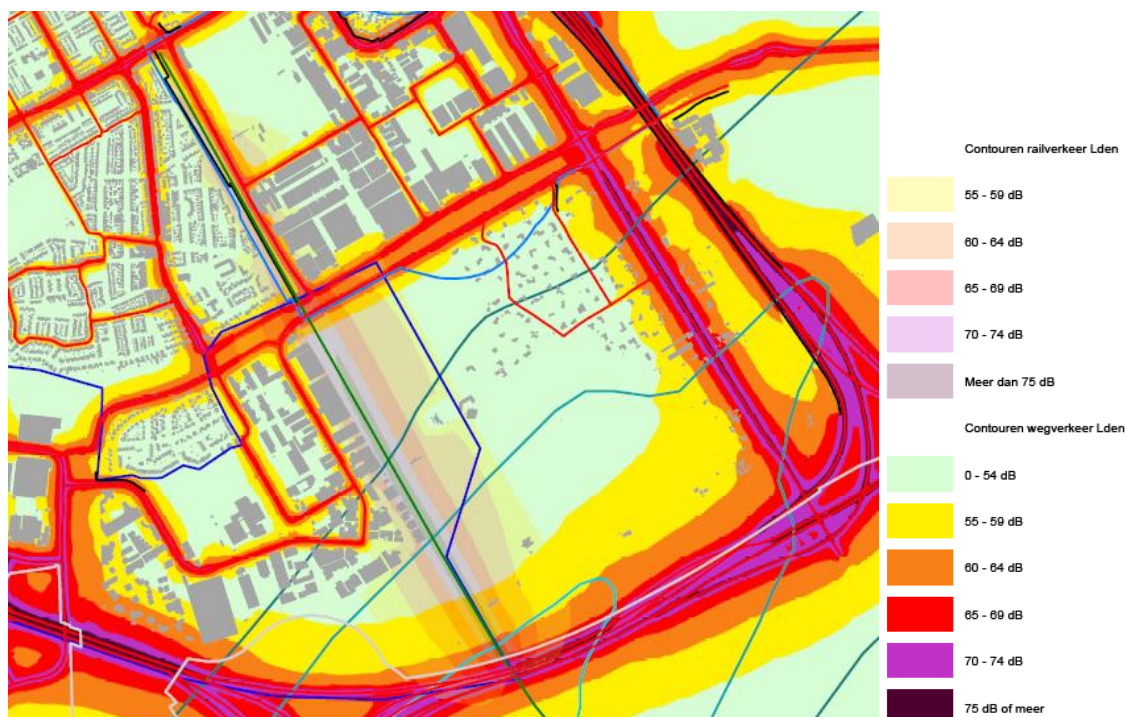 Contouren railverkeer Lden
55 - 59 dB
60 - 64 dB
65 - 69 dB
70 - 74 dB
Meer dan 75 dB
Contouren wegverkeer Lden
0 - 54 dB
55 - 59 dB
60 - 64 dB
65 - 69 dB
70 - 74 dB
75 dB of meer